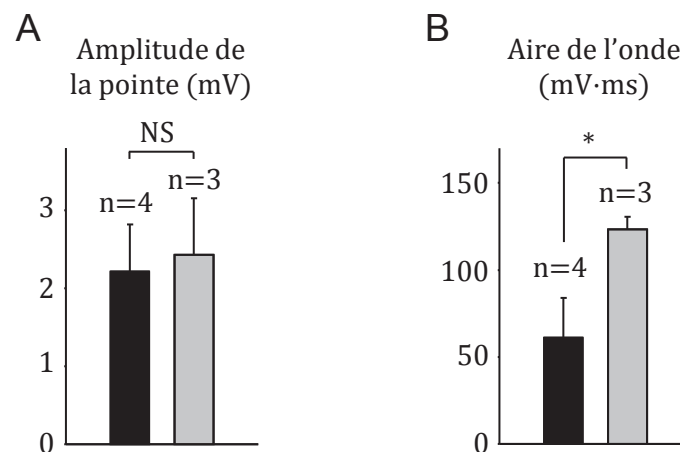 A
Amplitude de
la pointe (mV)
NS
n=4
n=3
3
2
1
0
B
Aire de l’onde
(mV·ms)
*
n=3
n=4
150
100
50
0